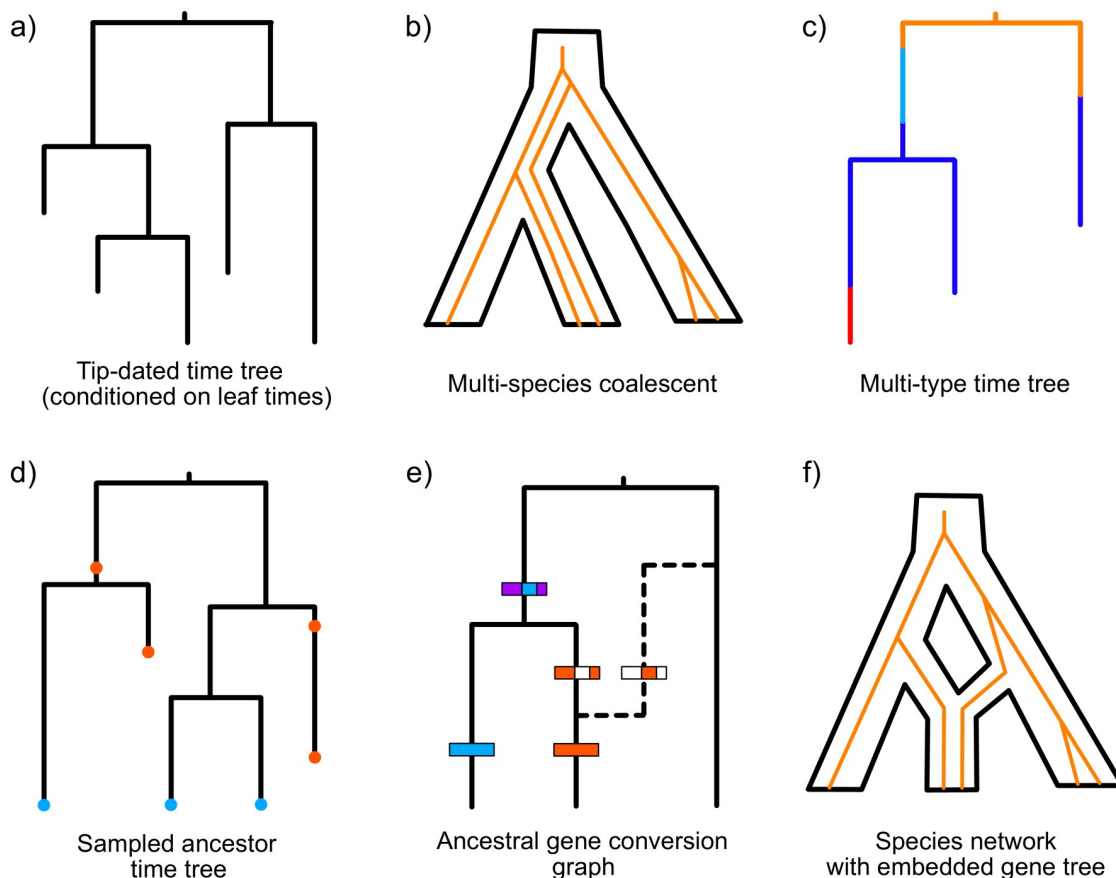 a)
b)
c)
Tip-dated time tree
(conditioned on leaf times)
Multi-species coalescent
Multi-type time tree
d)
e)
f)
Sampled ancestor
time tree
Ancestral gene conversion
graph
Species network
with embedded gene tree